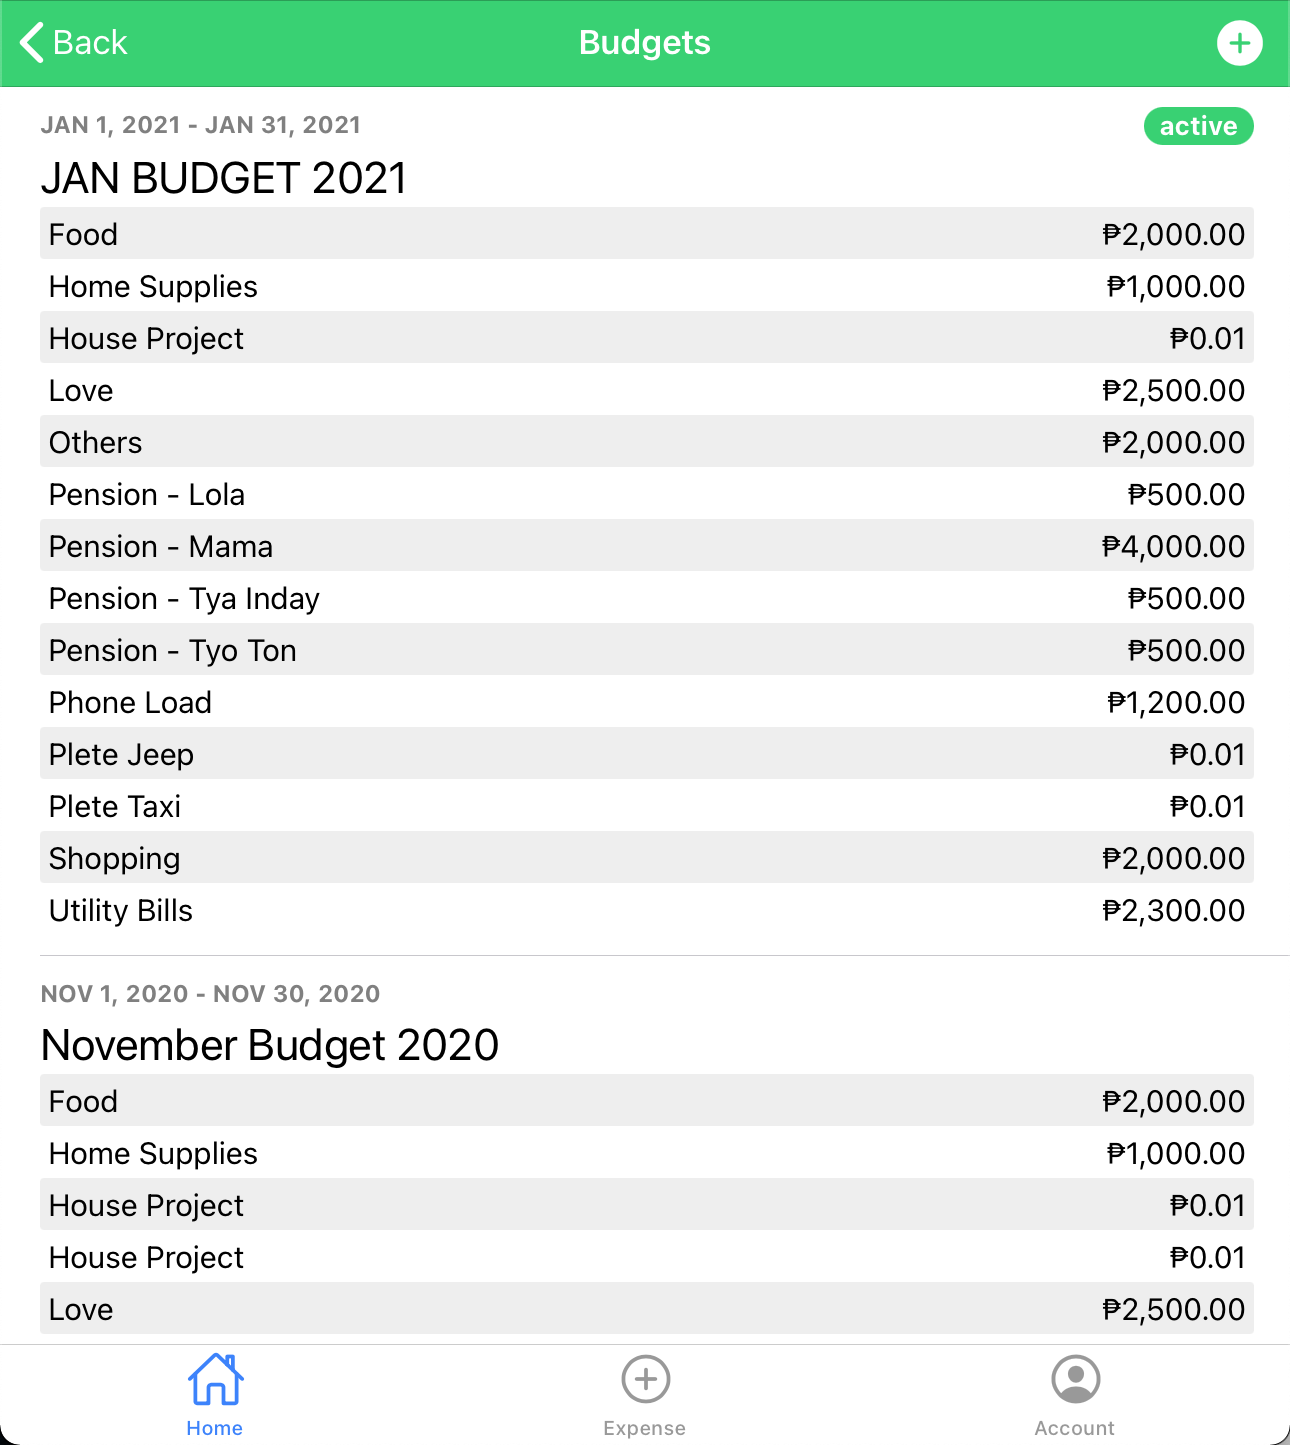 Back Budgets
JAN 1, 2021 - JAN 31, 2021 active
JAN BUDGET 2021
Food ₱2,000.00
Home Supplies ₱1,000.00
House Project ₱0.01
Love ₱2,500.00
Others ₱2,000.00
Pension - Lola ₱500.00
Pension - Mama ₱4,000.00
Pension - Tya Inday ₱500.00
Pension - Tyo Ton ₱500.00
Phone Load ₱1,200.00
Plete Jeep ₱0.01
Plete Taxi ₱0.01
Shopping ₱2,000.00
Utility Bills ₱2,300.00
NOV 1, 2020 - NOV 30, 2020
November Budget 2020
Food ₱2,000.00
Home Supplies ₱1,000.00
House Project ₱0.01
House Project ₱0.01
Love ₱2,500.00
Home Expense Account